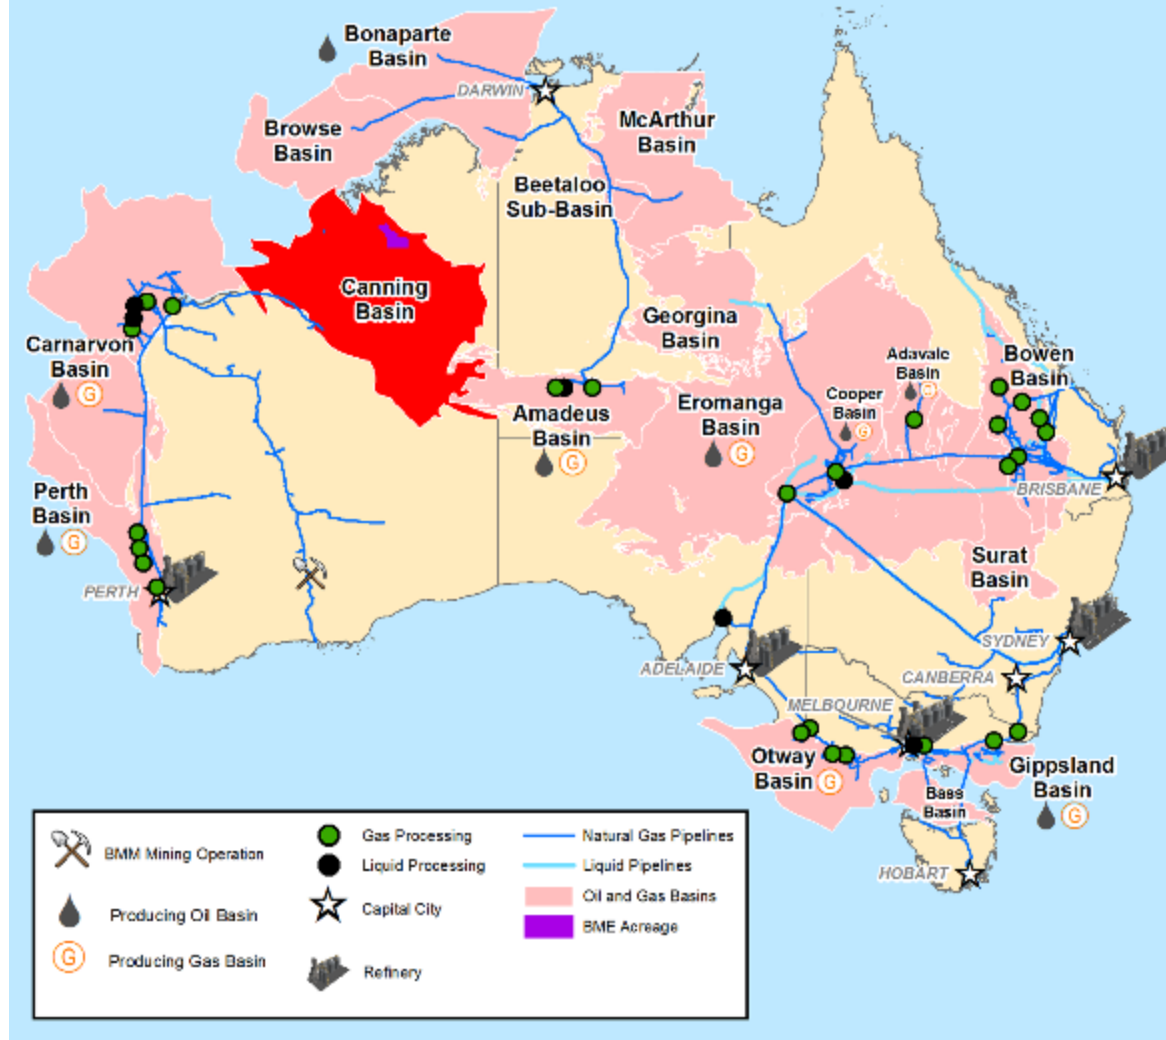 Bonaparte
Basin
DARWIN
Browse
Basin
McArthur
Basin
Beetaloo
Sub-Basin
Canning
Basin
Georgina
Basin
Carnarvon
Basin
G
Adavale
Basin
G
Bowen
Basin
Cooper
Basin
G
Eromanga
Basin
G
Amadeus
Basin
G
BRISBANE
Perth
Basin
G
PERTH
Surat
Basin
SYDNEY
ADELAIDE
CANBERRA
MELBOURNE
Otway
Basin
G
Gippsland
Basin
G
Bass
Basin
HOBART
BMM Mining Operation
Producing Oil Basin
G
Producing Gas Basin
Gas Processing
Liquid Processing
Capital City
Refinery
Natural Gas Pipelines
Liquid Pipelines
Oil and Gas Basins
BME Acreage